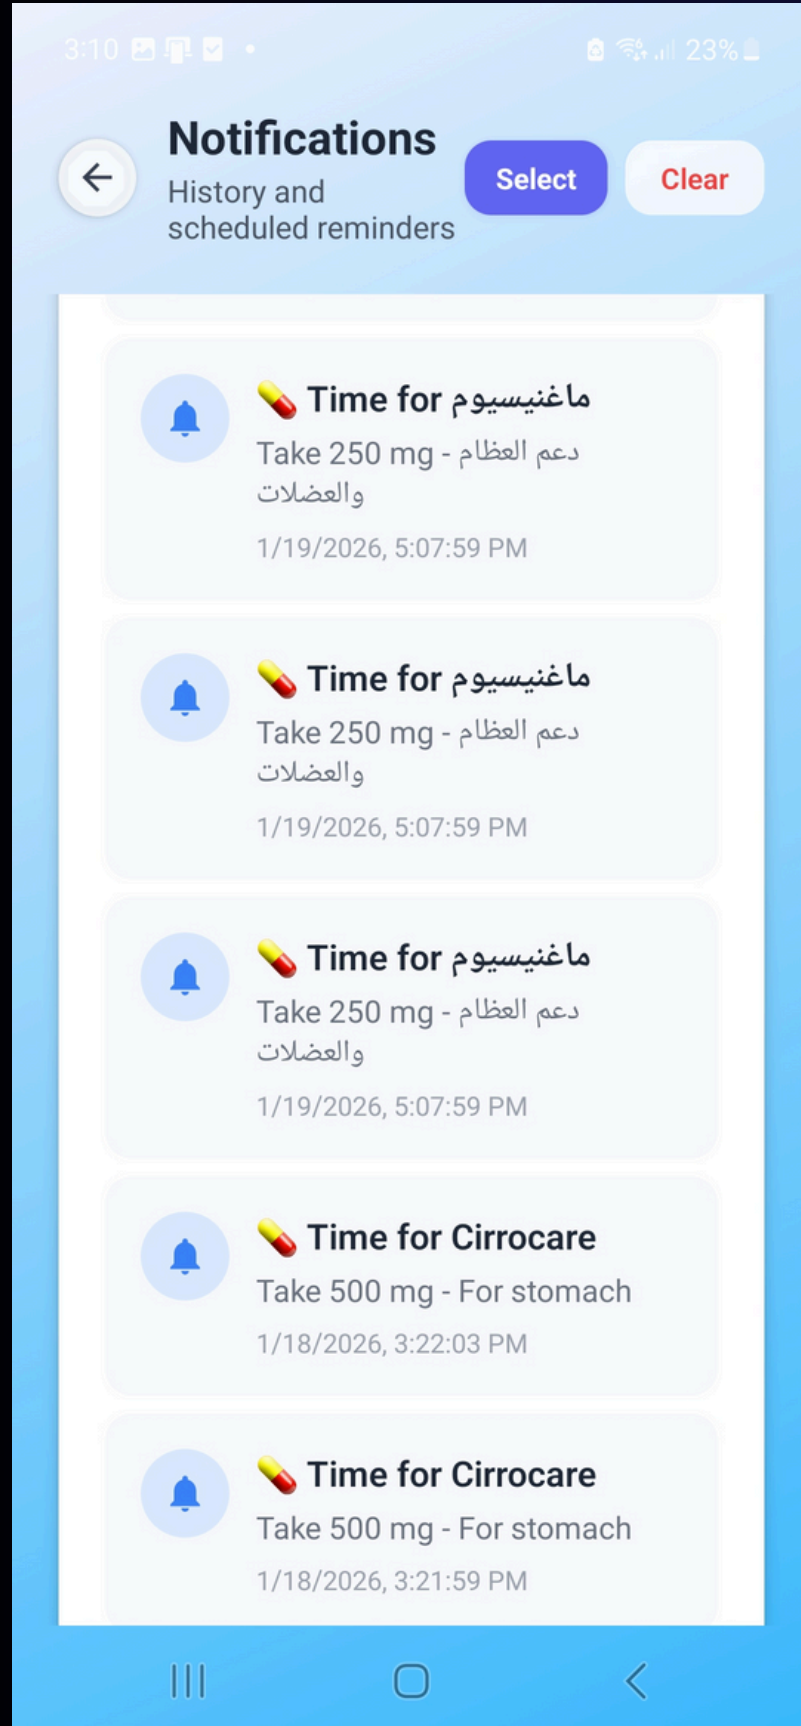 3:10
23%
Notifications
History and
scheduled reminders
Select
Clear
💊 Time for ماغنيسيوم
Take 250 mg - دعم العظام
والعضلات
1/19/2026, 5:07:59 PM
💊 Time for ماغنيسيوم
Take 250 mg - دعم العظام
والعضلات
1/19/2026, 5:07:59 PM
💊 Time for ماغنيسيوم
Take 250 mg - دعم العظام
والعضلات
1/19/2026, 5:07:59 PM
💊 Time for Cirrocare
Take 500 mg - For stomach
1/18/2026, 3:22:03 PM
💊 Time for Cirrocare
Take 500 mg - For stomach
1/18/2026, 3:21:59 PM